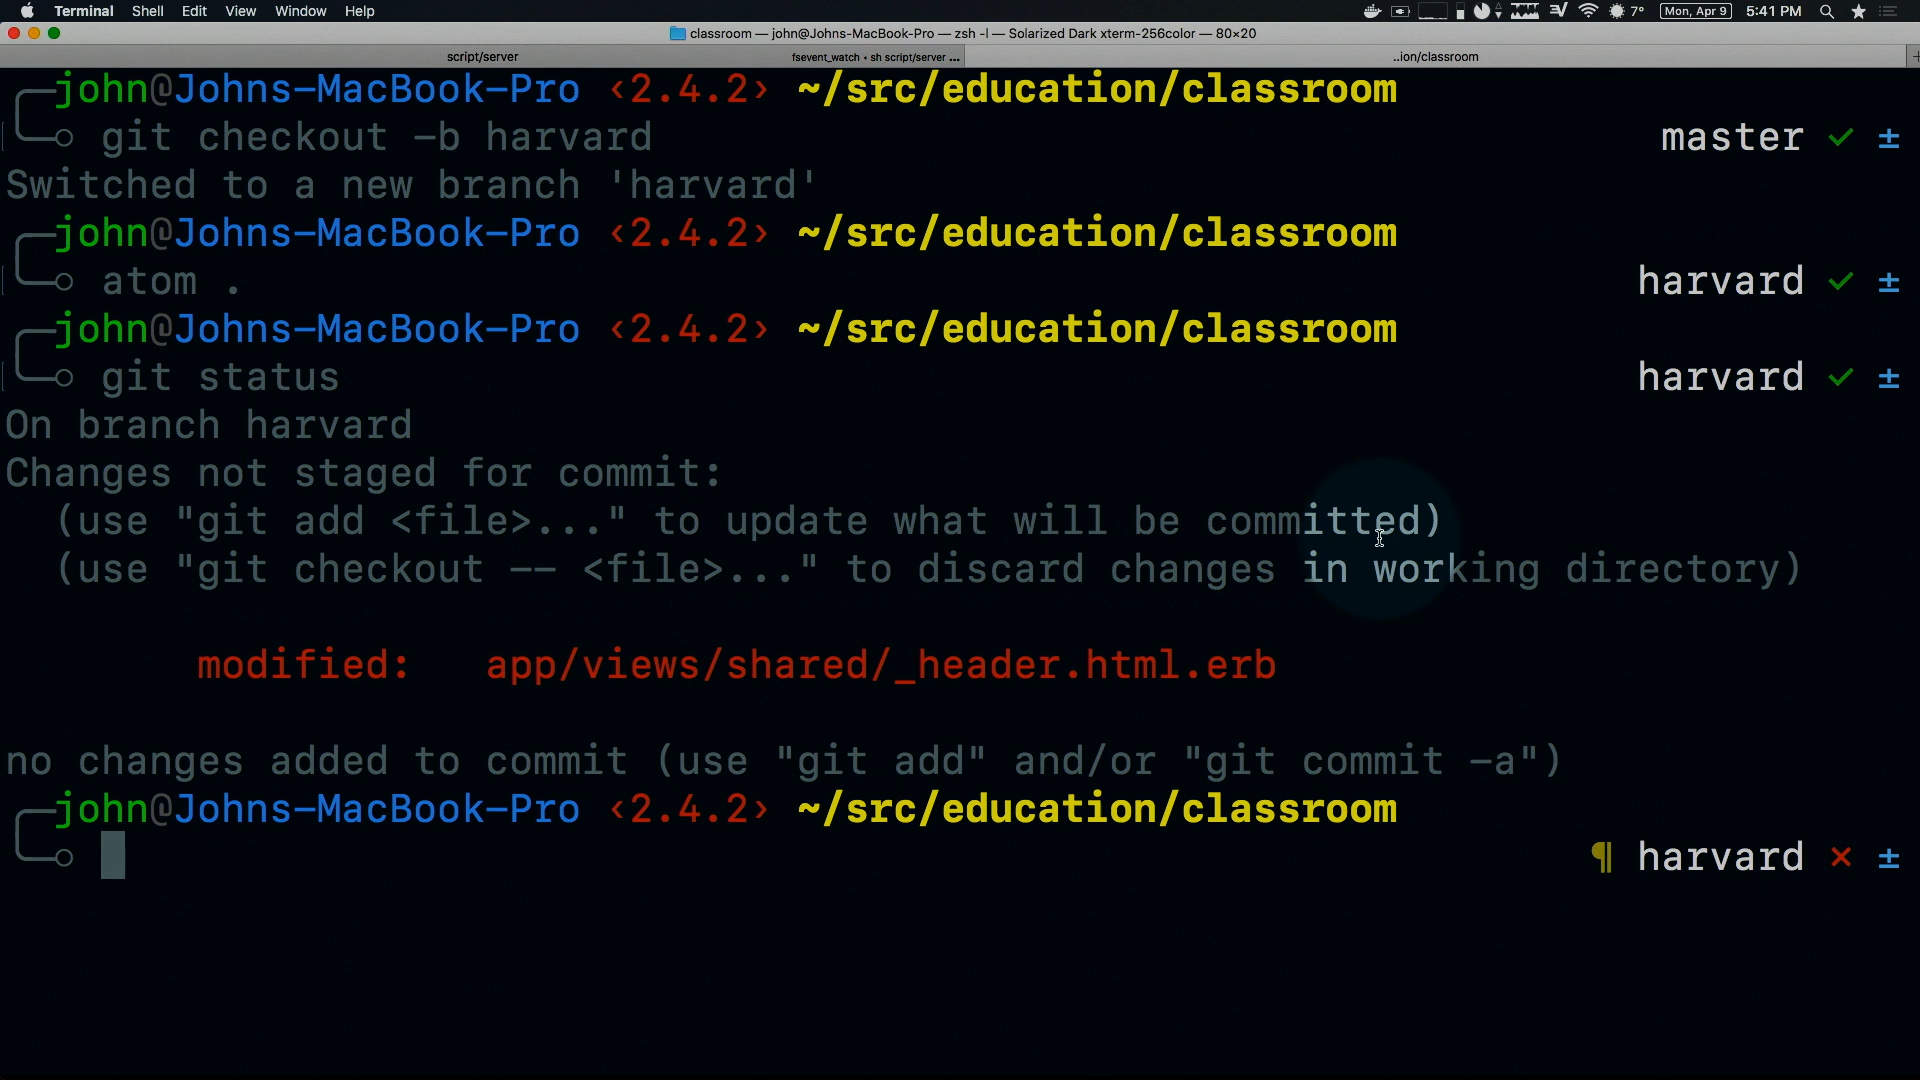 Terminal Shell Edit View Window Help 7° Mon, Apr 9 5:41 PM
classroom — john@Johns-MacBook-Pro — zsh -l — Solarized Dark xterm-256color — 80×20
script/server fsevent_watch • sh script/server ... ..ion/classroom
john@Johns-MacBook-Pro ‹2.4.2› ~/src/education/classroom
git checkout -b harvard master ✓ ±
Switched to a new branch 'harvard'
john@Johns-MacBook-Pro ‹2.4.2› ~/src/education/classroom
atom . harvard ✓ ±
john@Johns-MacBook-Pro ‹2.4.2› ~/src/education/classroom
git status harvard ✓ ±
On branch harvard
Changes not staged for commit:
(use "git add <file>..." to update what will be committed)
(use "git checkout -- <file>..." to discard changes in working directory)
modified: app/views/shared/_header.html.erb
no changes added to commit (use "git add" and/or "git commit -a")
john@Johns-MacBook-Pro ‹2.4.2› ~/src/education/classroom
¶ harvard ✗ ±